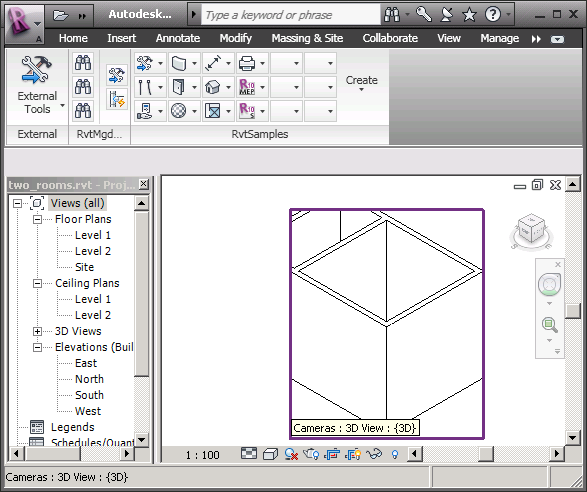 Autodesk...
Type a keyword or phrase
Home Insert Annotate Modify Massing & Site Collaborate View Manage
External
Tools
Create
R10
MEP
R10
S
External RvtMgd... RvtSamples
two_rooms.rvt - Proj...
Views (all)
Floor Plans
Level 1
Level 2
Site
Ceiling Plans
Level 1
Level 2
3D Views
Elevations (Buil
East
North
South
West
Legends
Schedules/Quant
Cameras : 3D View : {3D}
1 : 100
Cameras : 3D View : {3D}